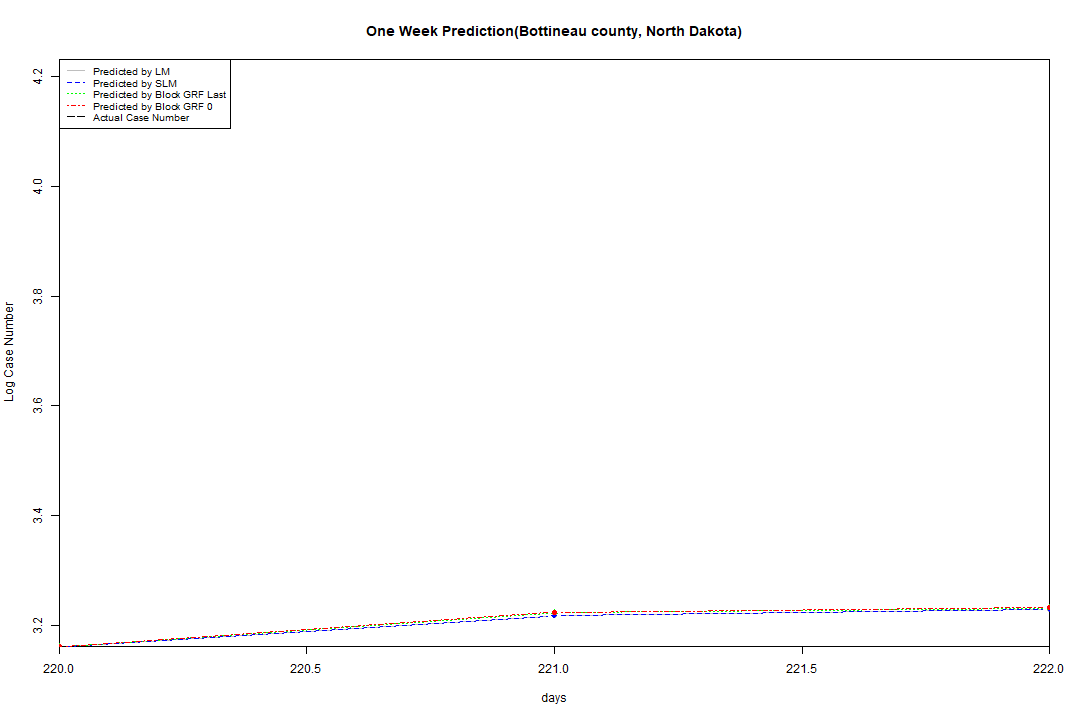 One Week Prediction(Bottineau county, North Dakota)
Predicted by LM
Predicted by SLM
Predicted by Block GRF Last
Predicted by Block GRF 0
Actual Case Number
4.2
4.0
3.8
3.6
3.4
3.2
Log Case Number
220.0 220.5 221.0 221.5 222.0
days